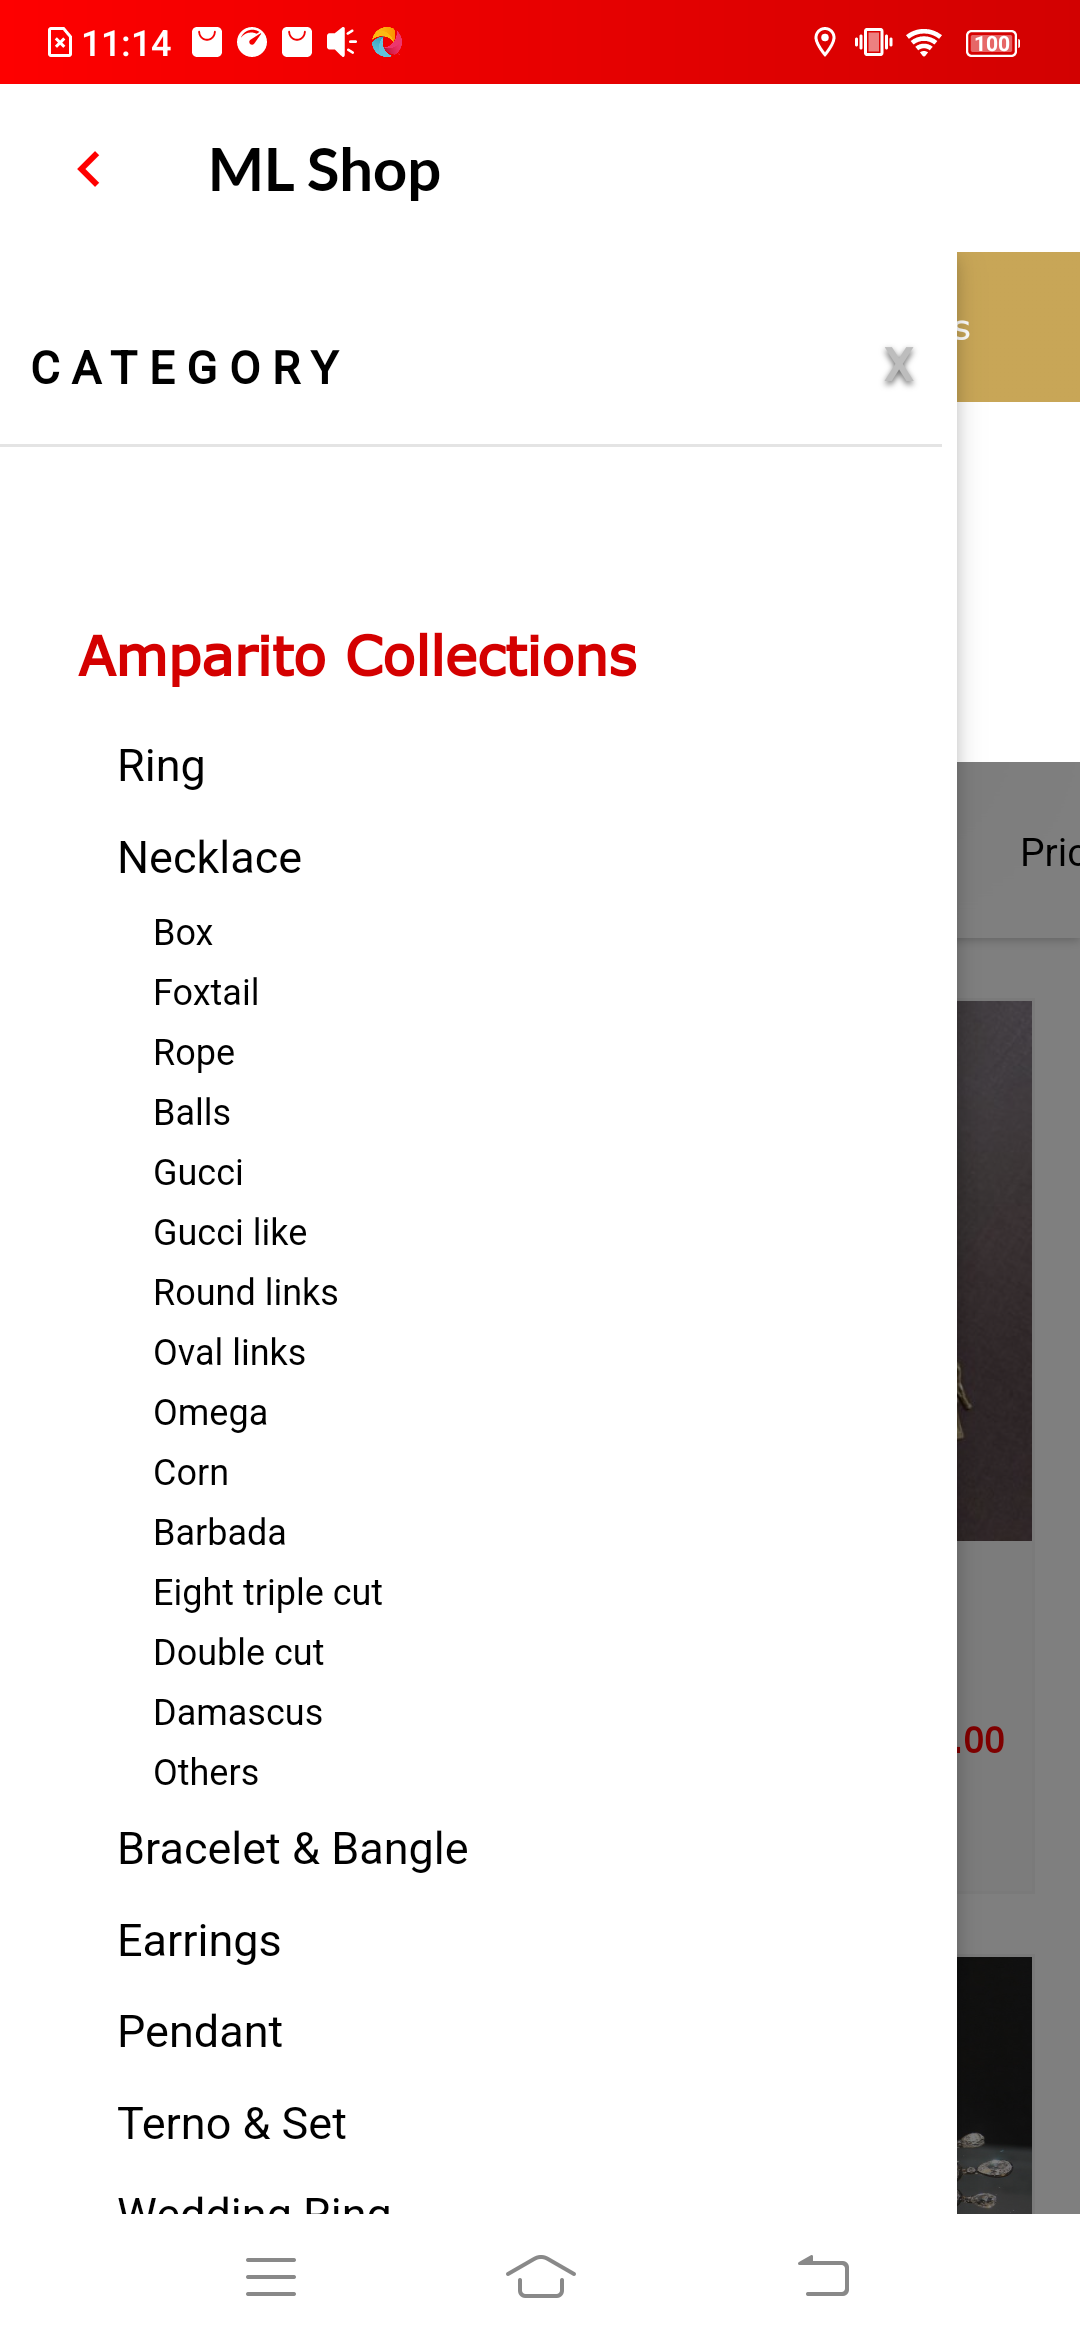 11:14
100
ML Shop
s
CATEGORY
X
Amparito Collections
Ring
Necklace
Box
Foxtail
Rope
Balls
Gucci
Gucci like
Round links
Oval links
Omega
Corn
Barbada
Eight triple cut
Double cut
Damascus
Others
Bracelet & Bangle
Earrings
Pendant
Terno & Set
Wedding Ring
Pric
.00